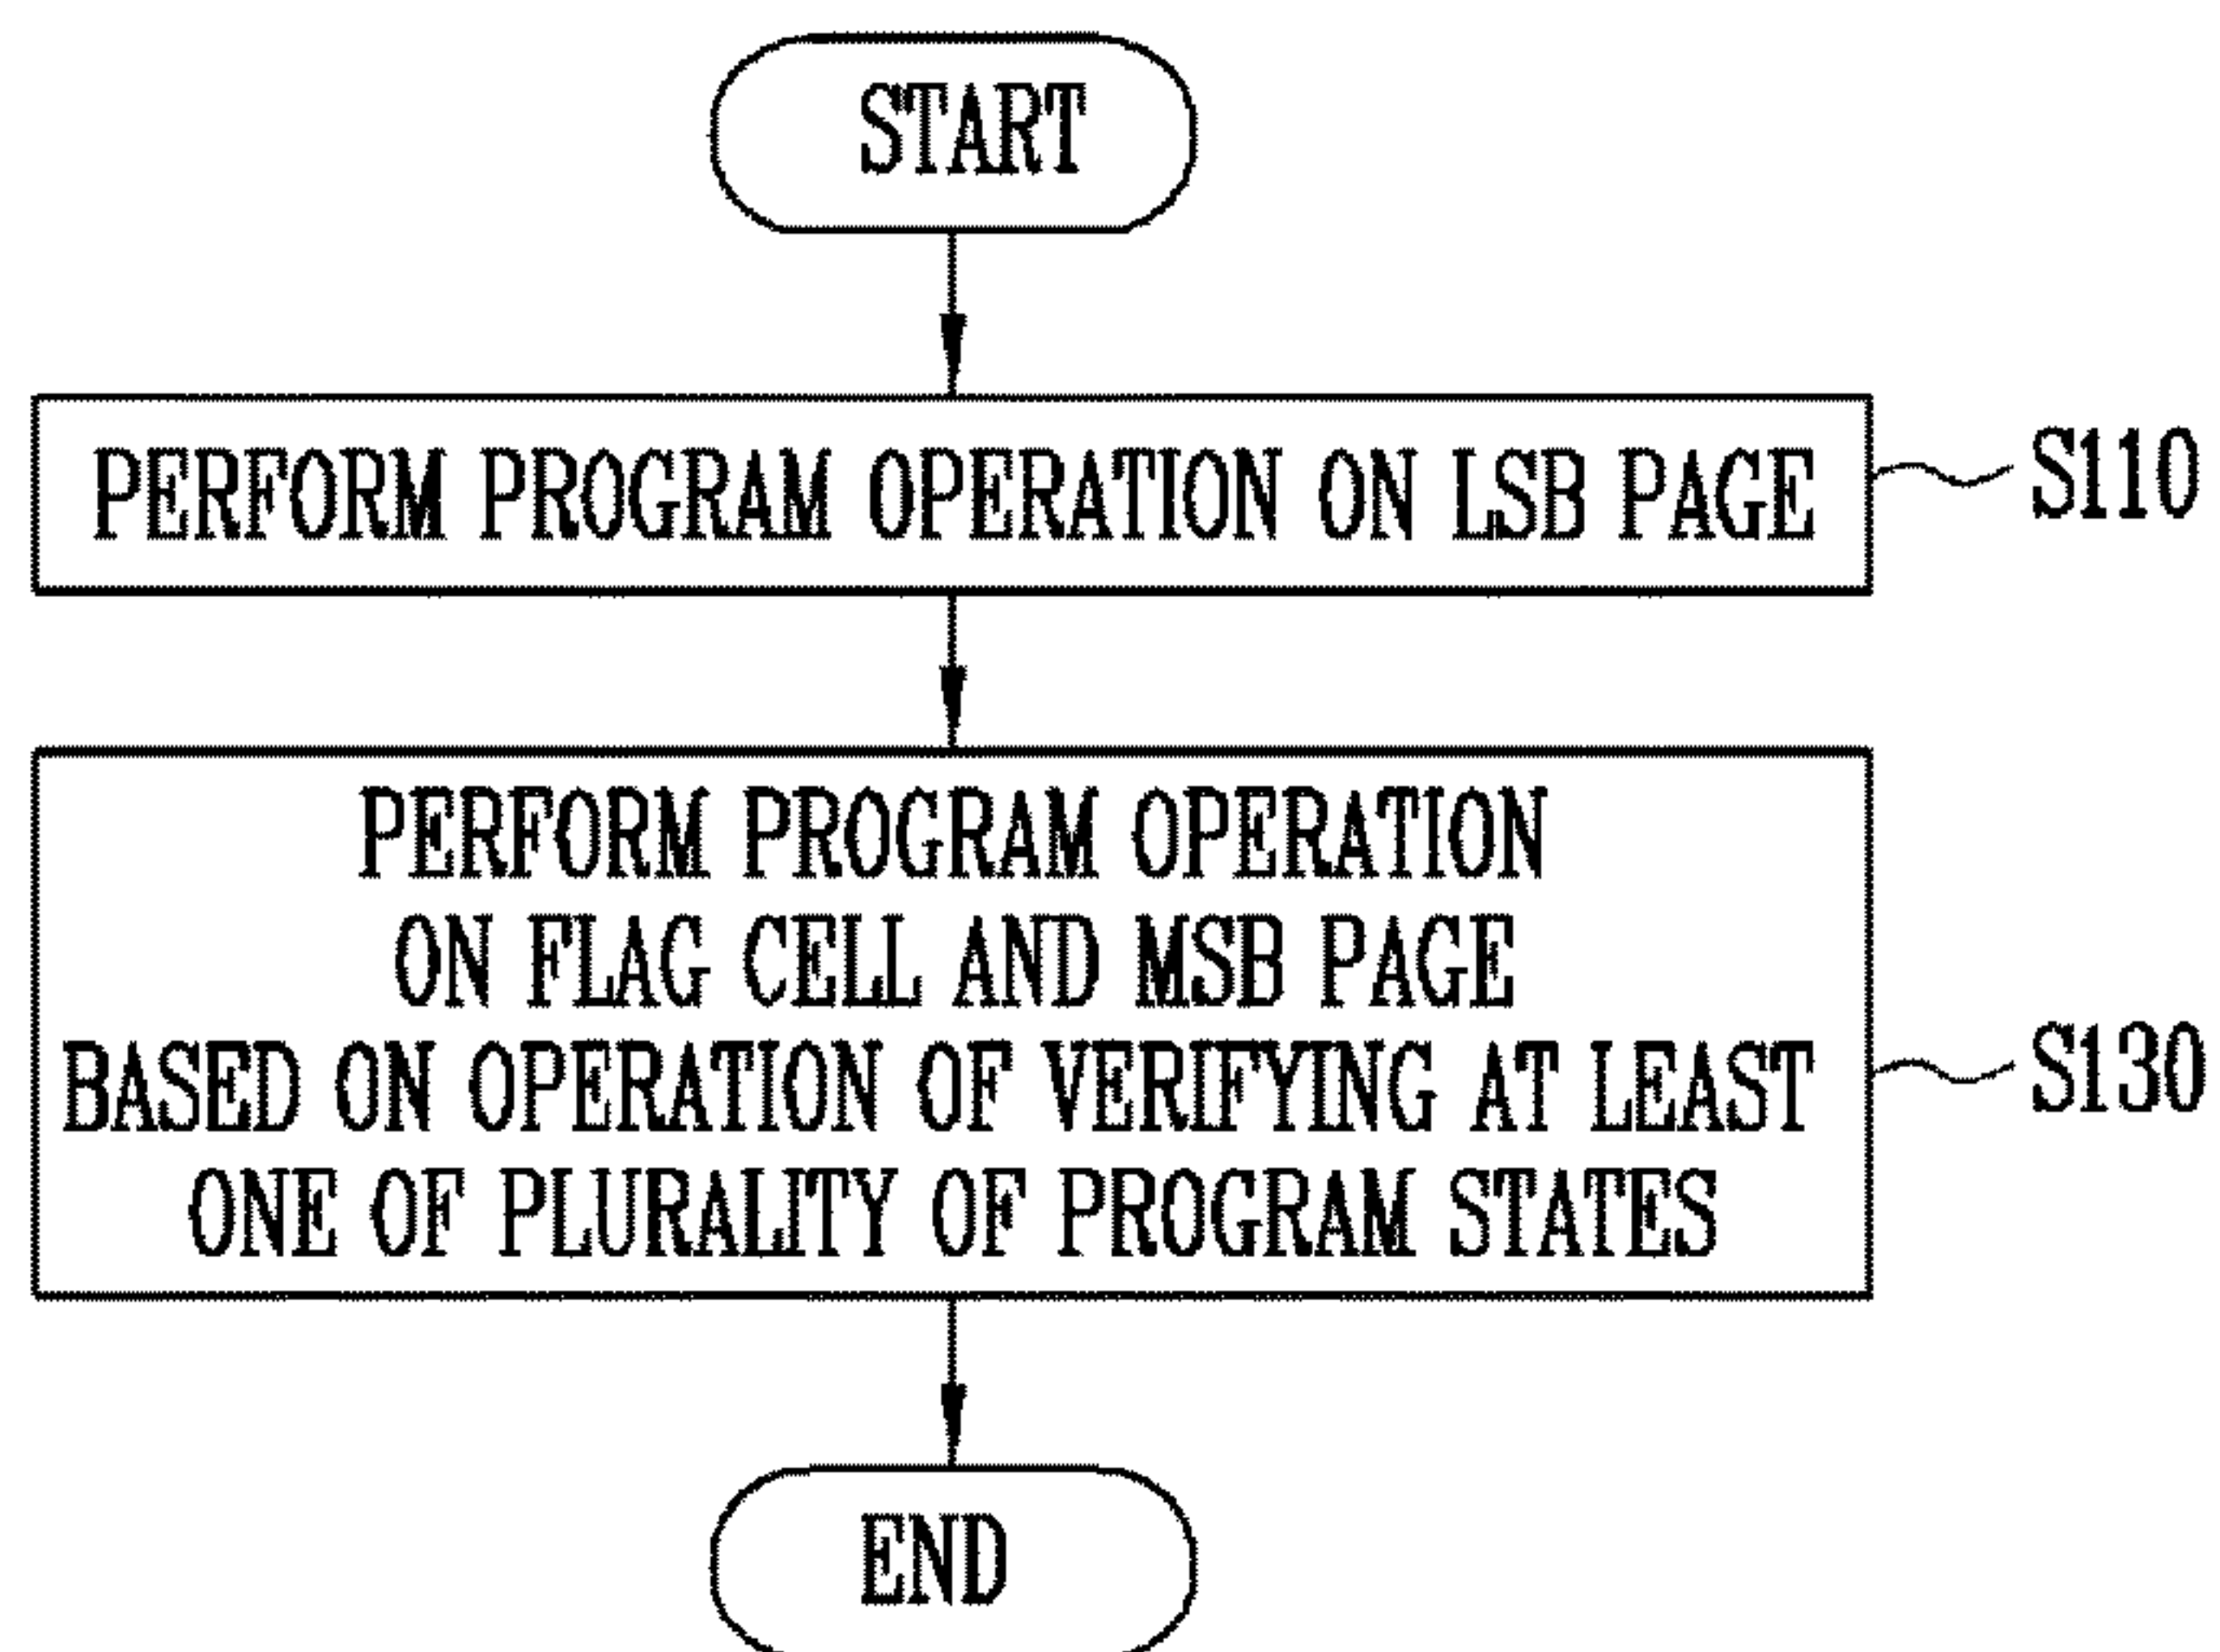 START
PERFORM PROGRAM OPERATION ON LSB PAGE
S110
PERFORM PROGRAM OPERATION
ON FLAG CELL AND MSB PAGE
BASED ON OPERATION OF VERIFYING AT LEAST
ONE OF PLURALITY OF PROGRAM STATES
S130
END